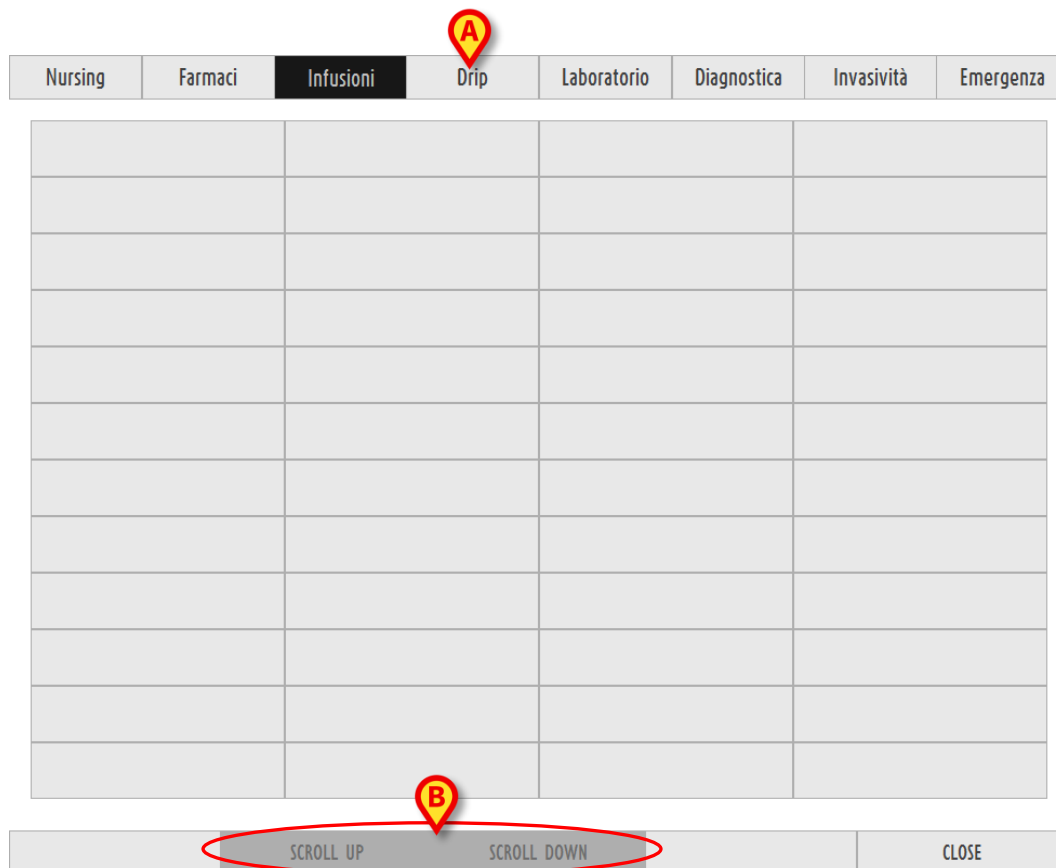 A
Nursing Farmaci Infusioni Drip Laboratorio Diagnostica Invasività Emergenza
B
SCROLL UP SCROLL DOWN CLOSE